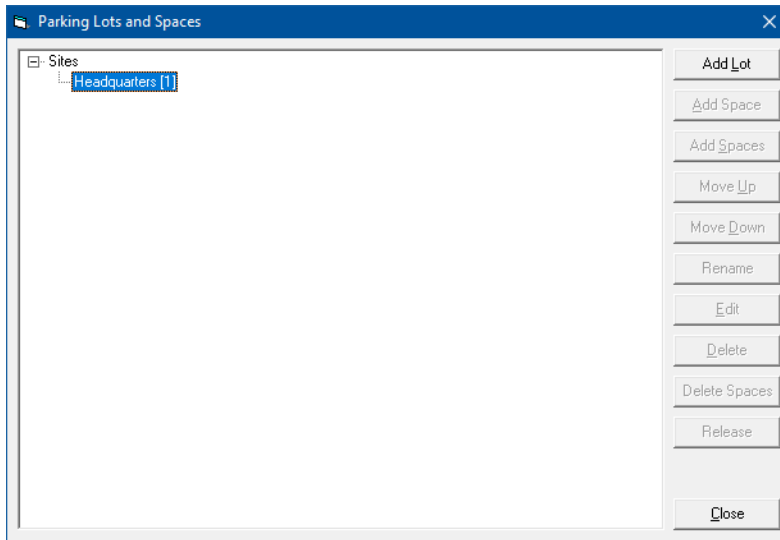 Parking Lots and Spaces
Sites
Headquarters [1]
Add Lot
Add Space
Add Spaces
Move Up
Move Down
Rename
Edit
Delete
Delete Spaces
Release
Close